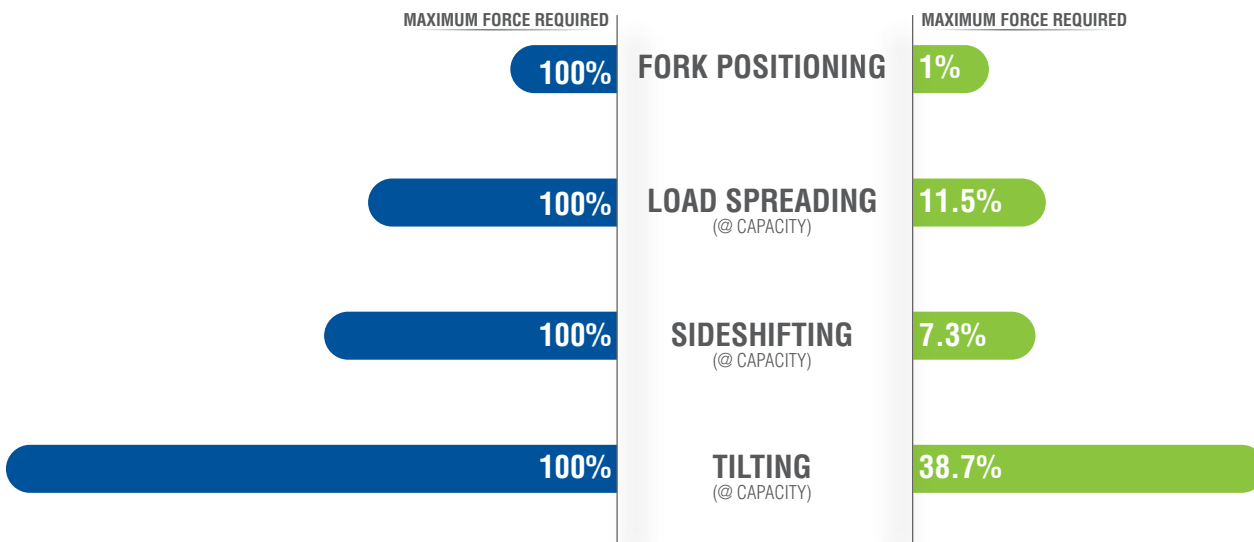 MAXIMUM FORCE REQUIRED
MAXIMUM FORCE REQUIRED
100%
FORK POSITIONING
1%
100%
LOAD SPREADING
(@ CAPACITY)
11.5%
100%
SIDESHIFTING
(@ CAPACITY)
7.3%
100%
TILTING
(@ CAPACITY)
38.7%